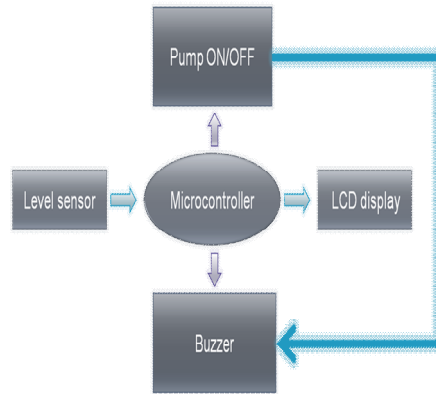 Pump ON/OFF
Level sensor
Microcontroller
LCD display
Buzzer